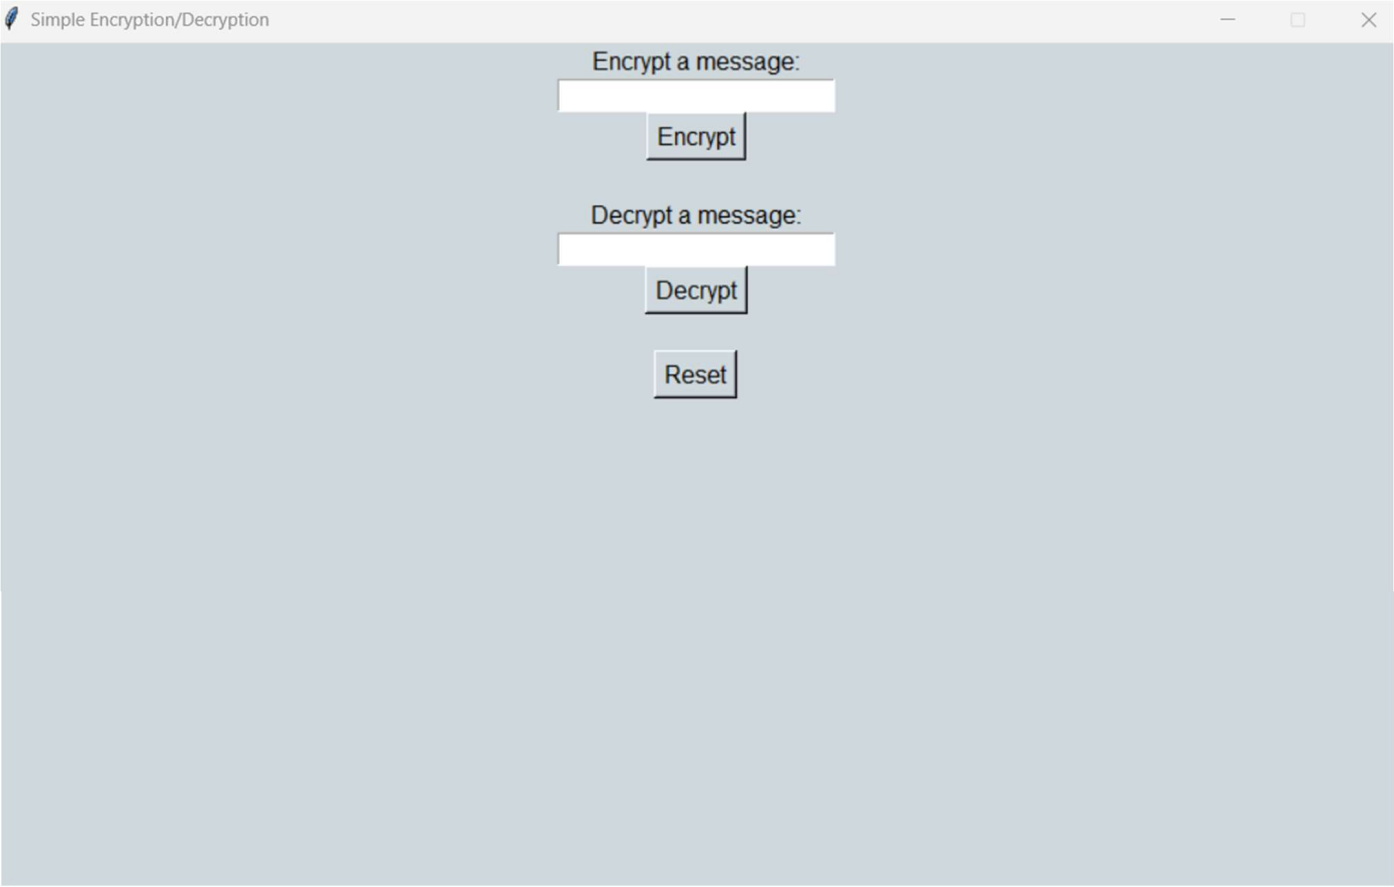 Simple Encryption/Decryption
Encrypt a message:
Encrypt
Decrypt a message:
Decrypt
Reset